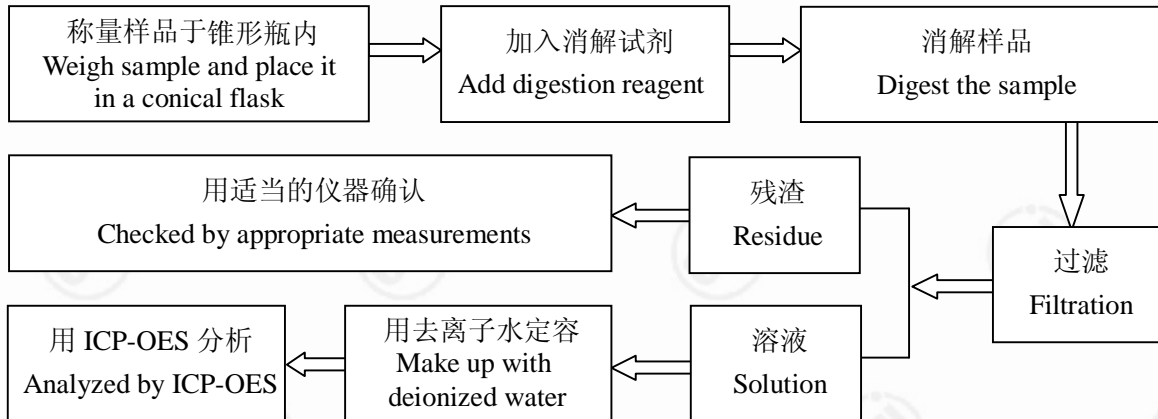 称量样品于锥形瓶内
Weigh sample and place it
in a conical flask
加入消解试剂
Add digestion reagent
消解样品
Digest the sample
过滤
Filtration
残渣
Residue
用适当的仪器确认
Checked by appropriate measurements
溶液
Solution
用去离子水定容
Make up with
deionized water
用 ICP-OES 分析
Analyzed by ICP-OES